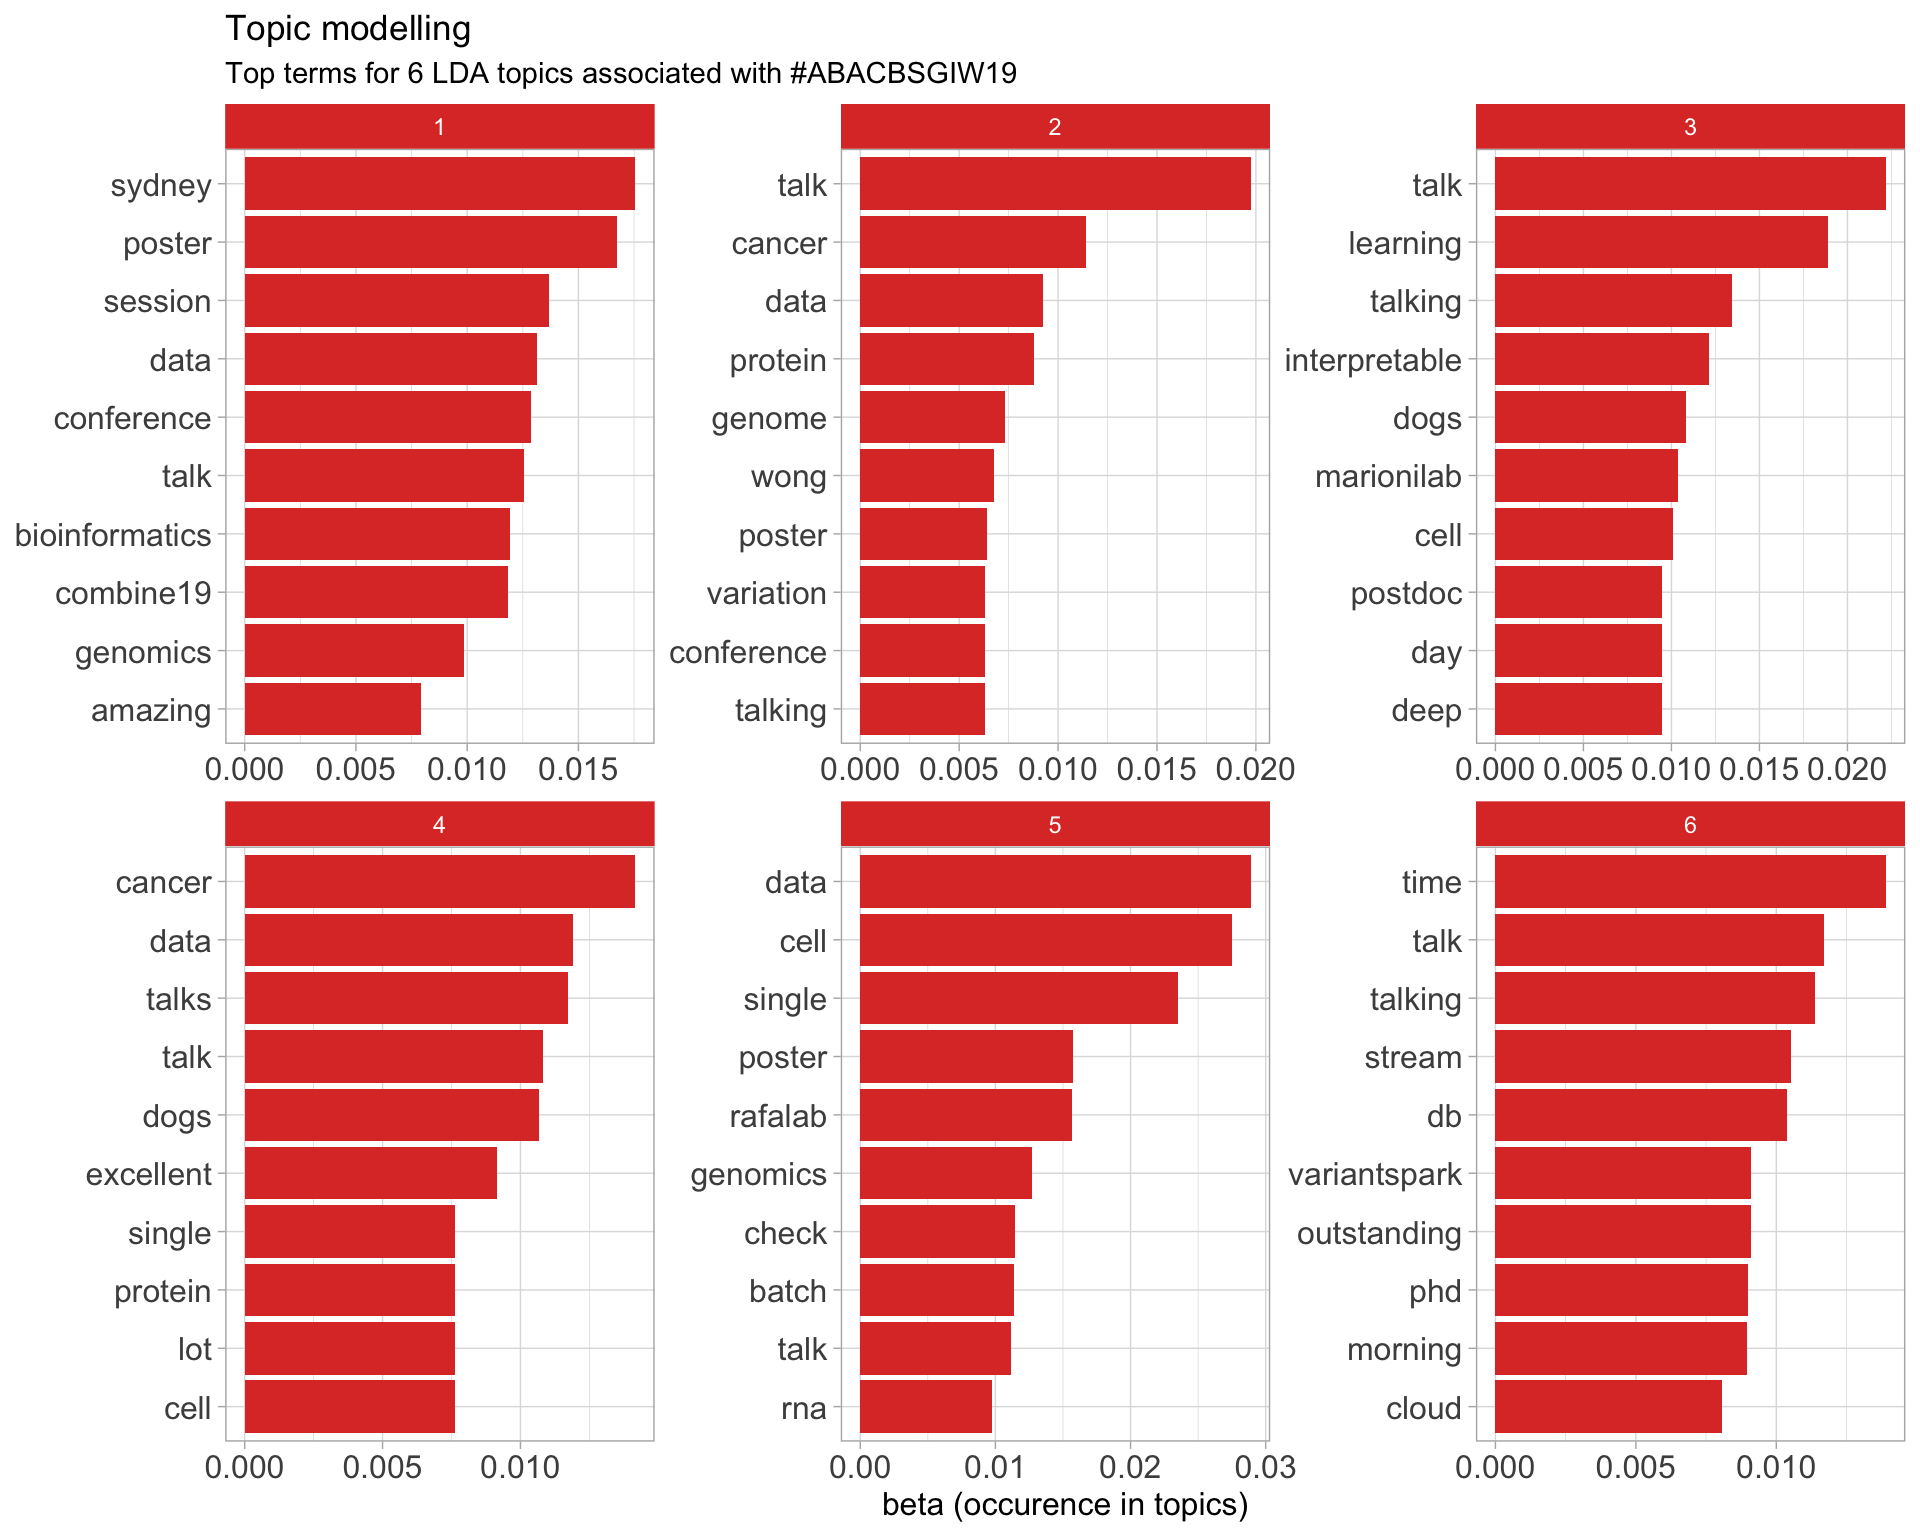 Topic modelling
Top terms for 6 LDA topics associated with #ABACBSGIW19
1
sydney
poster
session
data
conference
talk
bioinformatics
combine19
genomics
amazing
0.000 0.005 0.010 0.015
2
talk
cancer
data
protein
genome
wong
poster
variation
conference
talking
0.000 0.005 0.010 0.015 0.020
3
talk
learning
talking
interpretable
dogs
marionilab
cell
postdoc
day
deep
0.000 0.005 0.010 0.015 0.020
4
cancer
data
talks
talk
dogs
excellent
single
protein
lot
cell
0.000 0.005 0.010
5
data
cell
single
poster
rafalab
genomics
check
batch
talk
rna
0.00 0.01 0.02 0.03
6
time
talk
talking
stream
db
variantspark
outstanding
phd
morning
cloud
0.000 0.005 0.010
beta (occurence in topics)